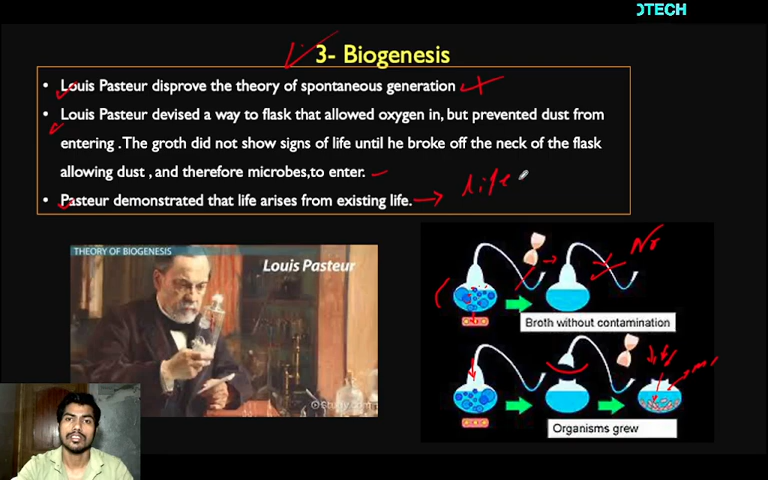 OTECH
3- Biogenesis
• Louis Pasteur disprove the theory of spontaneous generation
• Louis Pasteur devised a way to flask that allowed oxygen in, but prevented dust from
entering .The groth did not show signs of life until he broke off the neck of the flask
allowing dust , and therefore microbes,to enter.
• Pasteur demonstrated that life arises from existing life.
life
THEORY OF BIOGENESIS
Louis Pasteur
Study.com
No
Broth without contamination
Organisms grew